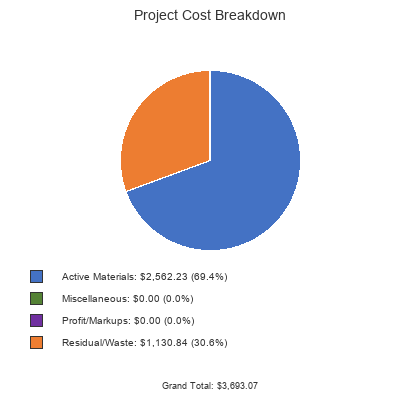 Project Cost Breakdown
Active Materials: $2,562.23 (69.4%)
Miscellaneous: $0.00 (0.0%)
Profit/Markups: $0.00 (0.0%)
Residual/Waste: $1,130.84 (30.6%)
Grand Total: $3,693.07